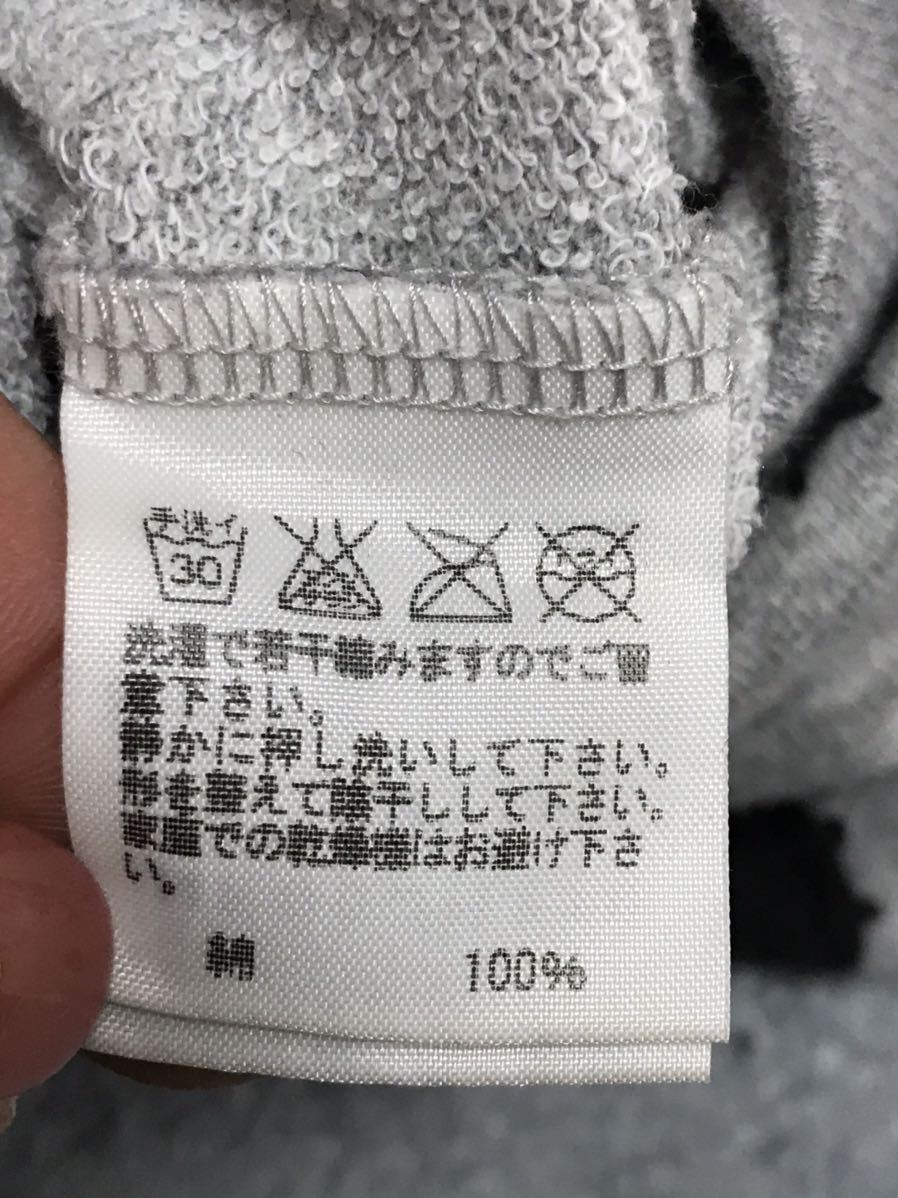 手洗イ
30
洗濯で若干縮みますのでご留
意下さい。
静かに押し洗いして下さい。
形を整えて陰干しして下さい。
家庭での乾燥機はお避け下さ
い。
綿 100%